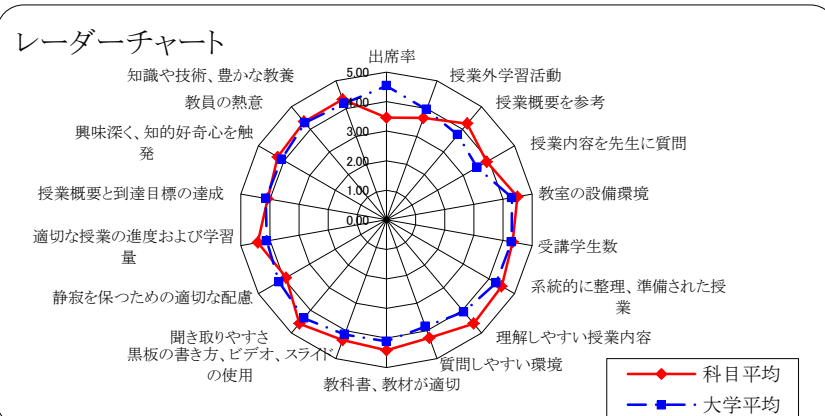 レーダーチャート
出席率
授業外学習活動
授業概要を参考
授業内容を先生に質問
教室の設備環境
受講学生数
系統的に整理、準備された授
業
理解しやすい授業内容
質問しやすい環境
教科書、教材が適切
黒板の書き方、ビデオ、スライド
の使用
聞き取りやすさ
静寂を保つための適切な配慮
適切な授業の進度および学習
量
授業概要と到達目標の達成
興味深く、知的好奇心を触
発
教員の熱意
知識や技術、豊かな教養
5.00
4.00
3.00
2.00
1.00
0.00
科目平均
大学平均